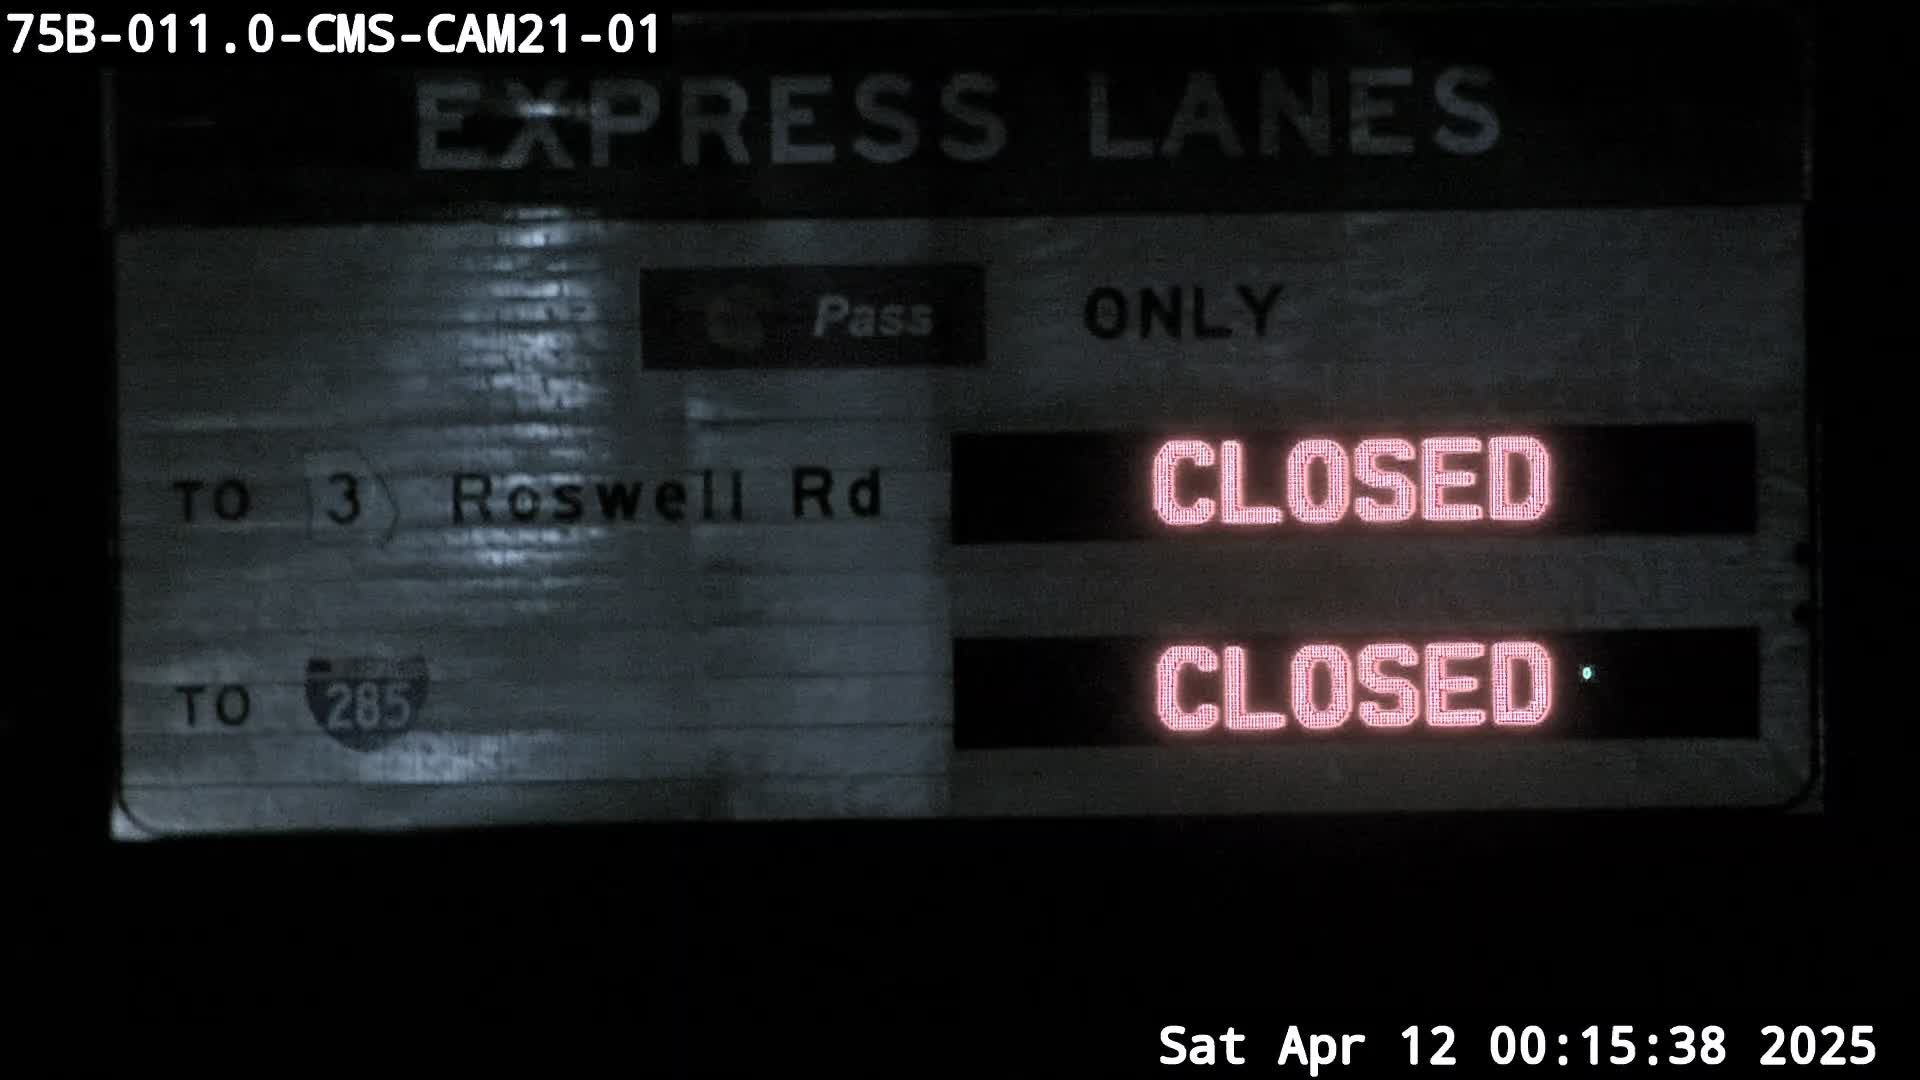 75B-011.0-CMS-CAM21-01
EXPRESS LANES
Pass ONLY
TO 3 Roswell Rd CLOSED
TO 285 CLOSED
Sat Apr 12 00:15:38 2025